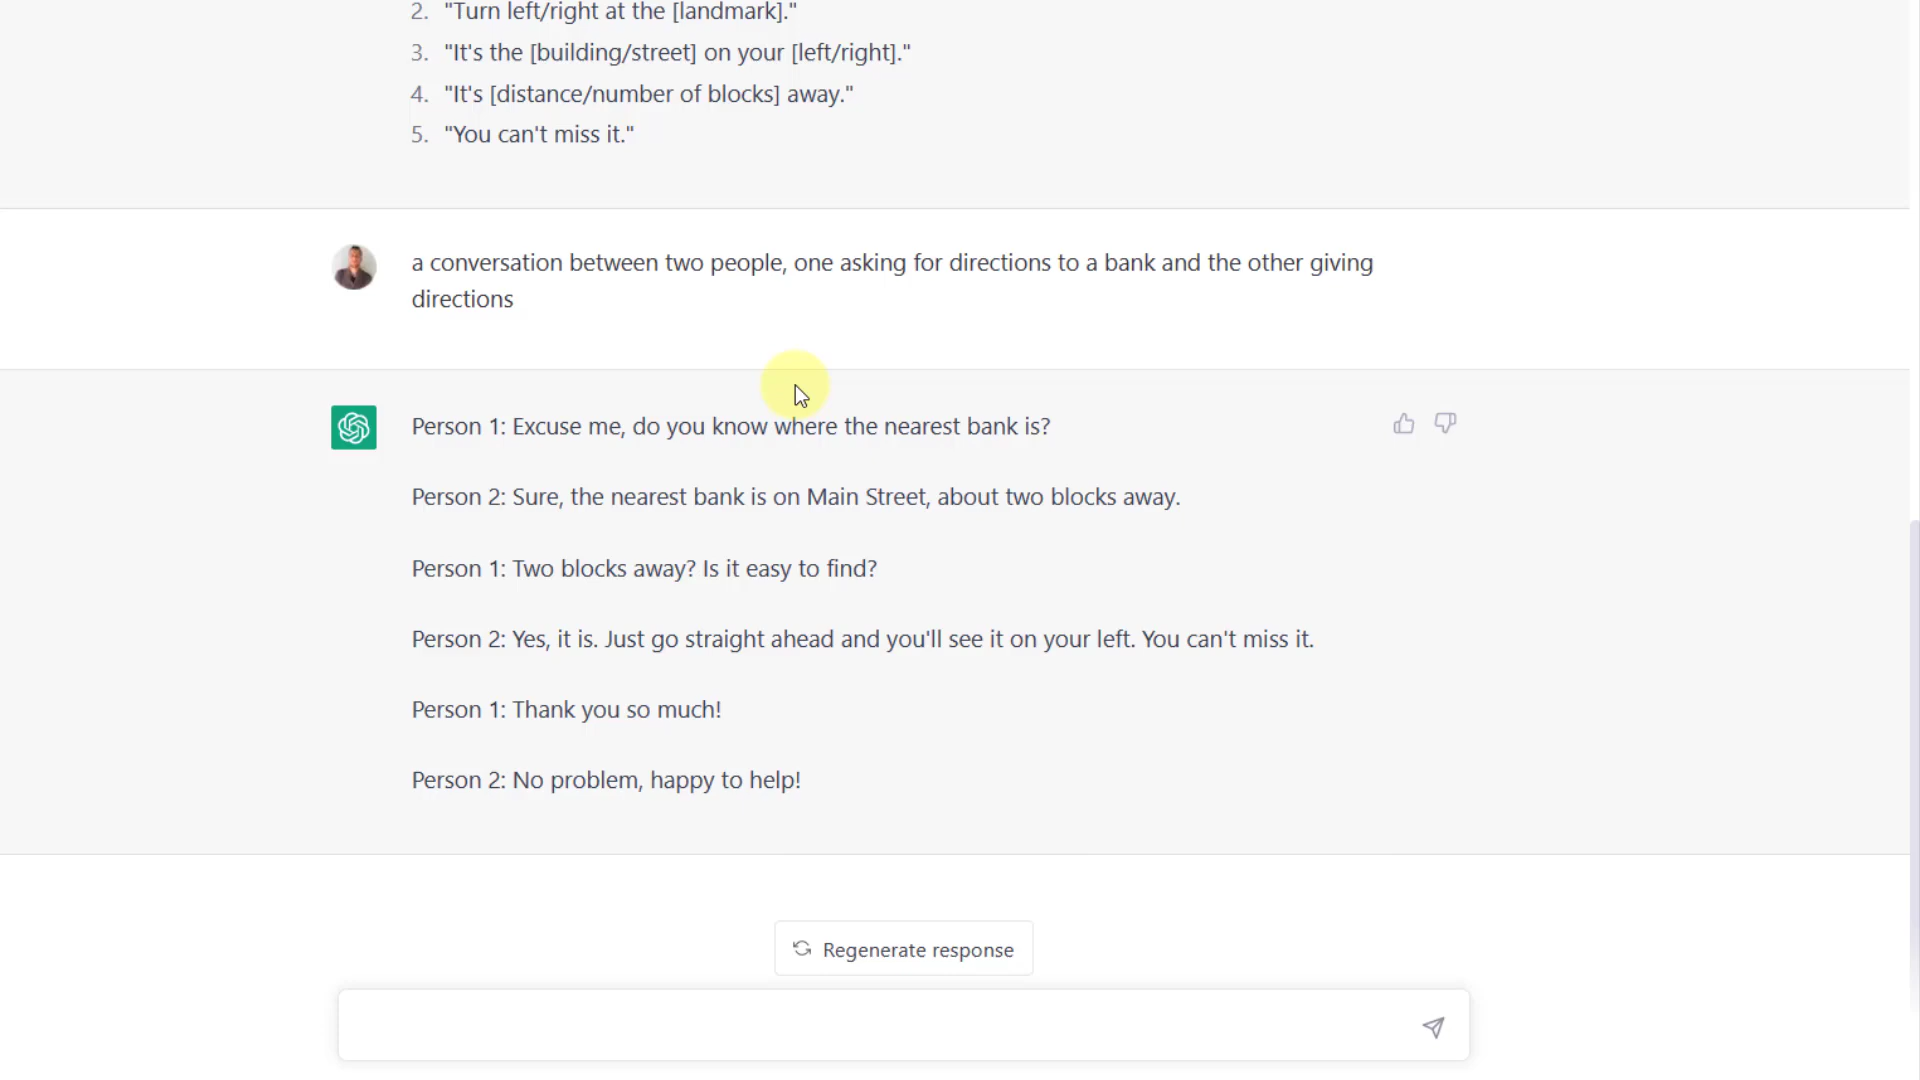 2. "Turn left/right at the [landmark]."
3. "It's the [building/street] on your [left/right]."
4. "It's [distance/number of blocks] away."
5. "You can't miss it."
a conversation between two people, one asking for directions to a bank and the other giving
directions
Person 1: Excuse me, do you know where the nearest bank is?
Person 2: Sure, the nearest bank is on Main Street, about two blocks away.
Person 1: Two blocks away? Is it easy to find?
Person 2: Yes, it is. Just go straight ahead and you'll see it on your left. You can't miss it.
Person 1: Thank you so much!
Person 2: No problem, happy to help!
Regenerate response